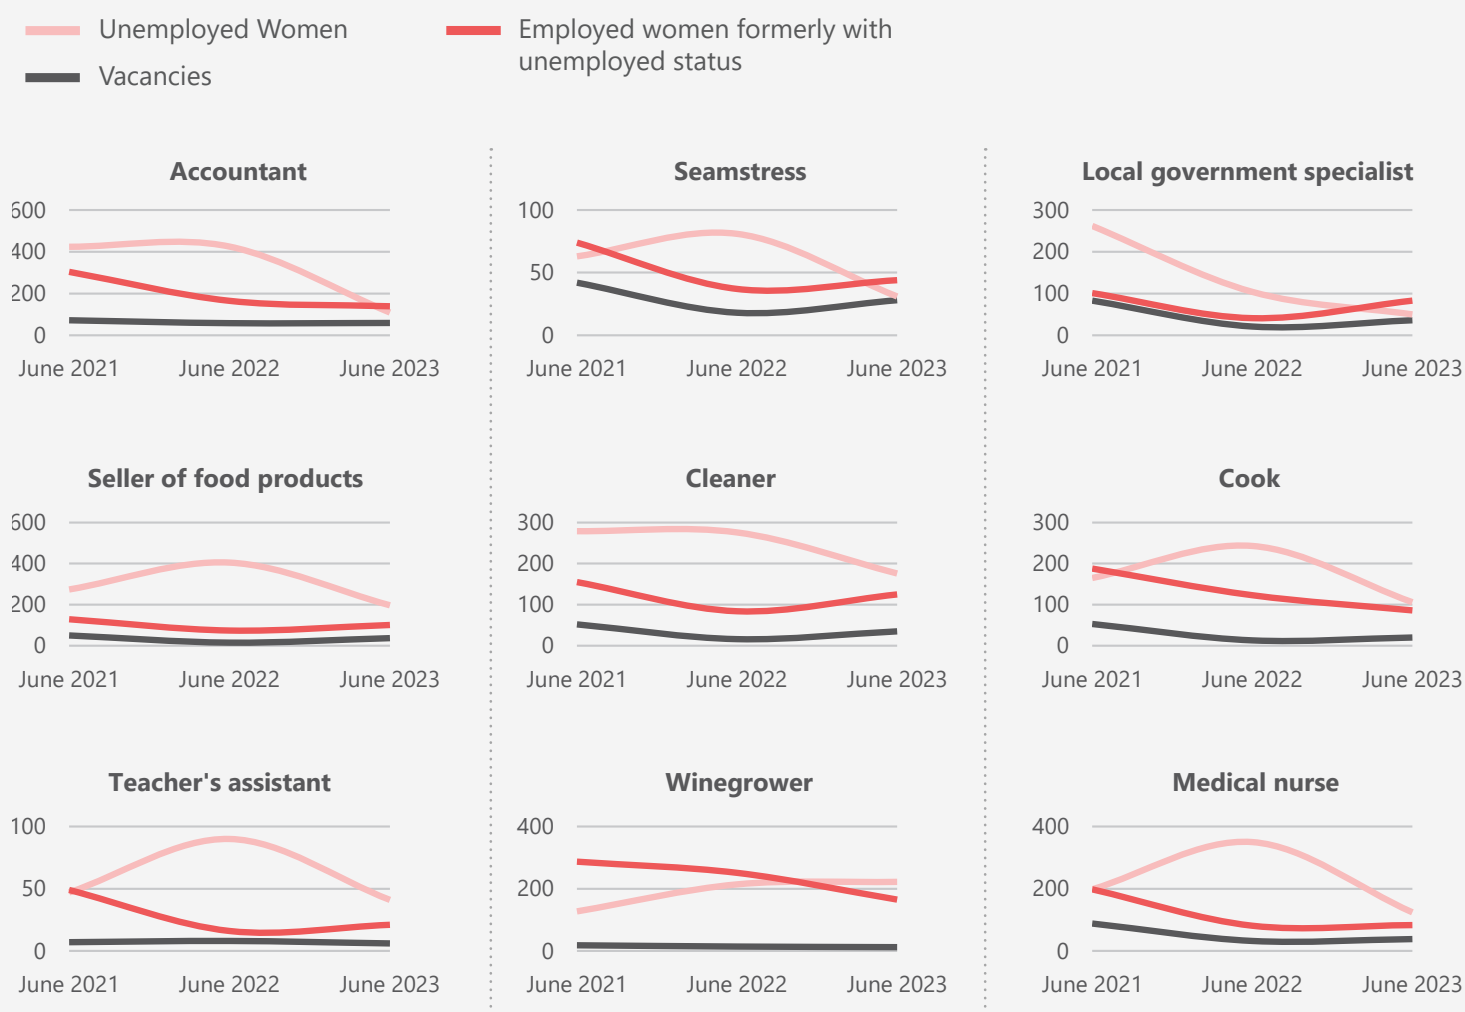 Unemployed Women
Employed women formerly with
unemployed status
Vacancies
Accountant
600
400
200
0
June 2021 June 2022 June 2023
Seamstress
100
50
0
June 2021 June 2022 June 2023
Local government specialist
300
200
100
0
June 2021 June 2022 June 2023
Seller of food products
600
400
200
0
June 2021 June 2022 June 2023
Cleaner
300
200
100
0
June 2021 June 2022 June 2023
Cook
300
200
100
0
June 2021 June 2022 June 2023
Teacher's assistant
100
50
0
June 2021 June 2022 June 2023
Winegrower
400
200
0
June 2021 June 2022 June 2023
Medical nurse
400
200
0
June 2021 June 2022 June 2023